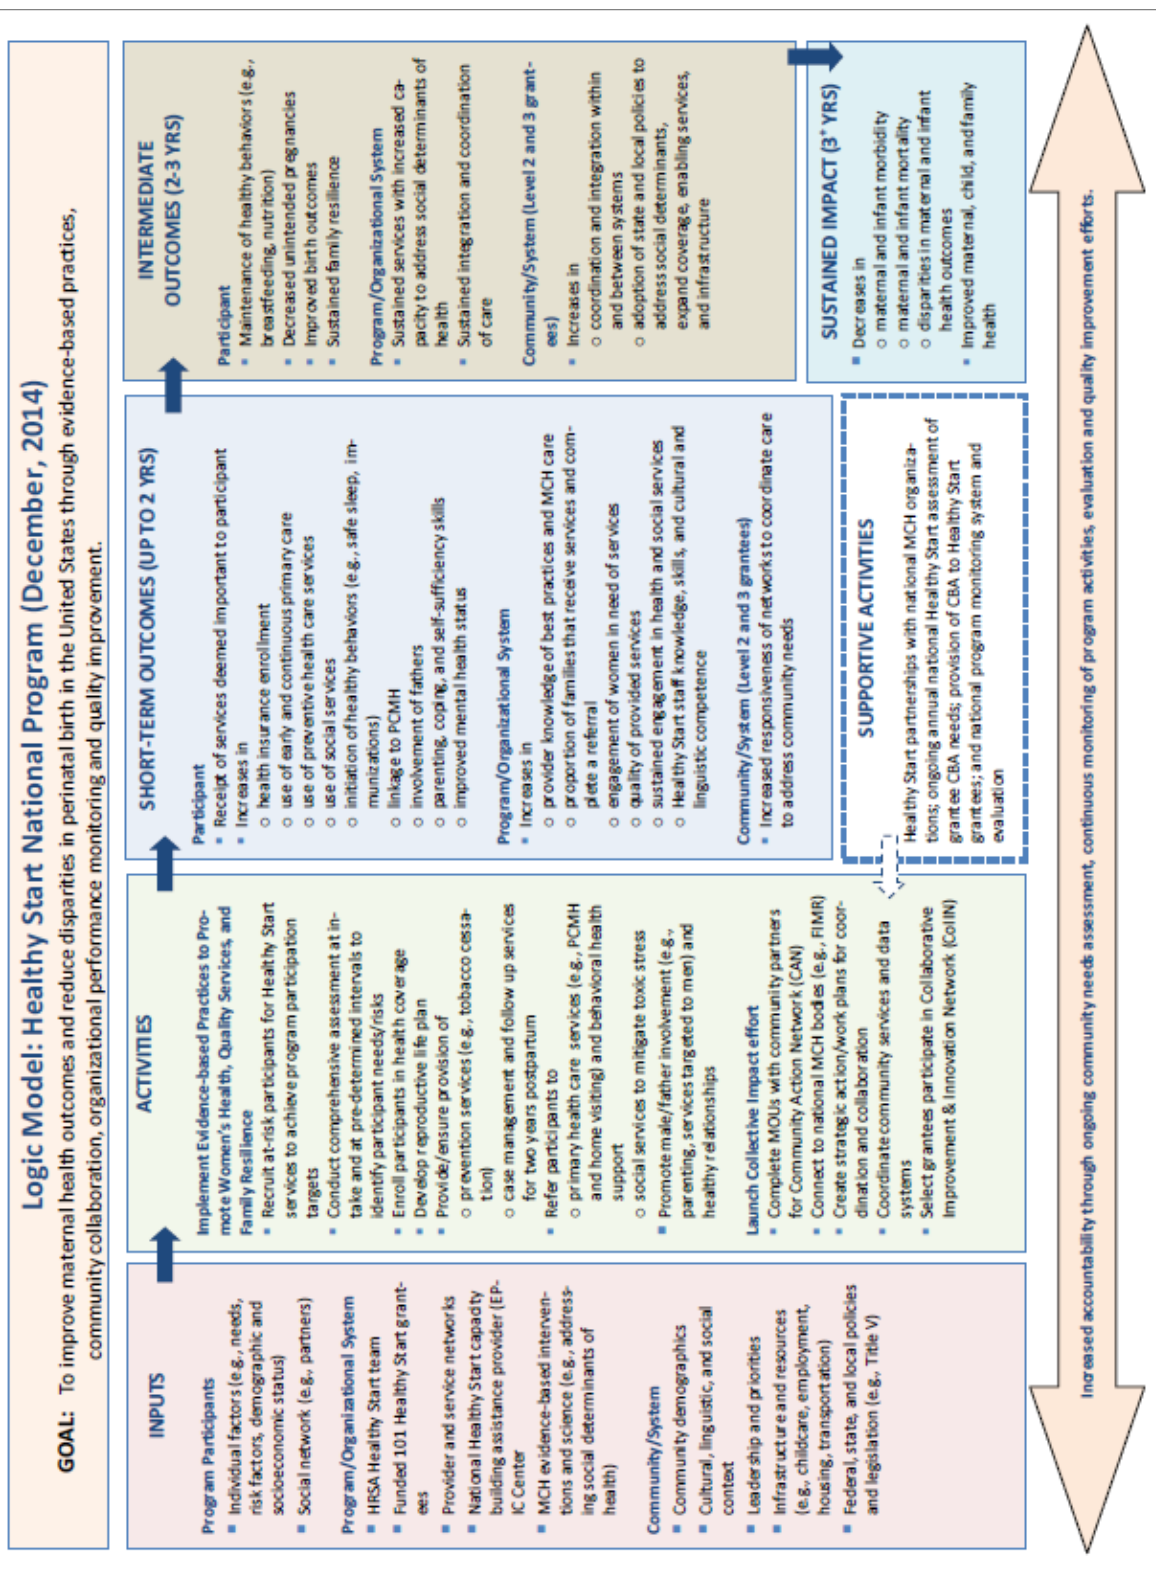 Logic Model: Healthy Start National Program (December, 2014)
GOAL: To improve maternal health outcomes and reduce disparities in perinatal birth in the United States through evidence-based practices,
community collaboration, organizational performance monitoring and quality improvement.
INPUTS
Program Participants
▪ Individual factors (e.g., needs,
risk factors, demographic and
socioeconomic status)
▪ Social network (e.g., partners)
Program/Organizational System
▪ HRSA Healthy Start team
▪ Funded 101 Healthy Start grant-
ees
▪ Provider and service networks
▪ National Healthy Start capacity
building assistance provider (EP-
IC Center
▪ MCH evidence-based interven-
tions and science (e.g., address-
ing social determinants of
health)
Community/System
▪ Community demographics
▪ Cultural, linguistic, and social
context
▪ Leadership and priorities
▪ Infrastructure and resources
(e.g., childcare, employment,
housing, transportation)
▪ Federal, state, and local policies
and legislation (e.g., Title V)
ACTIVITIES
Implement Evidence-based Practices to Pro-
mote Women's Health, Quality Services, and
Family Resilience
▪ Recruit at-risk participants for Healthy Start
services to achieve program participation
targets
▪ Conduct comprehensive assessment at in-
take and at pre-determined intervals to
identify participant needs/risks
▪ Enroll participants in health coverage
▪ Develop reproductive life plan
▪ Provide/ensure provision of
o prevention services (e.g., tobacco cessa-
tion)
o case management and follow up services
for two years postpartum
▪ Refer participants to
o primary health care services (e.g., PCMH
and home visiting) and behavioral health
support
o social services to mitigate toxic stress
▪ Promote male/father involvement (e.g.,
parenting, services targeted to men) and
healthy relationships
Launch Collective Impact effort
▪ Complete MOUs with community partners
for Community Action Network (CAN)
▪ Connect to national MCH bodies (e.g., FIMR)
▪ Create strategic action/work plans for coor-
dination and collaboration
▪ Coordinate community services and data
systems
▪ Select grantees participate in Collaborative
Improvement & Innovation Network (CoIIN)
SHORT-TERM OUTCOMES (UP TO 2 YRS)
Participant
▪ Receipt of services deemed important to participant
▪ Increases in
o health insurance enrollment
o use of early and continuous primary care
o use of preventive health care services
o use of social services
o initiation of healthy behaviors (e.g., safe sleep, im-
munizations)
o linkage to PCMH
o involvement of fathers
o parenting, coping, and self-sufficiency skills
o improved mental health status
Program/Organizational System
▪ Increases in
o provider knowledge of best practices and MCH care
o proportion of families that receive services and com-
plete a referral
o engagement of women in need of services
o quality of provided services
o sustained engagement in health and social services
o Healthy Start staff knowledge, skills, and cultural and
linguistic competence
Community/System (Level 2 and 3 grantees)
▪ Increased responsiveness of networks to coordinate care
to address community needs
SUPPORTIVE ACTIVITIES
Healthy Start partnerships with national MCH organiza-
tions; ongoing annual national Healthy Start assessment of
grantee CBA needs; provision of CBA to Healthy Start
grantees; and national program monitoring system and
evaluation
INTERMEDIATE
OUTCOMES (2-3 YRS)
Participant
▪ Maintenance of healthy behaviors (e.g.,
breastfeeding, nutrition)
▪ Decreased unintended pregnancies
▪ Improved birth outcomes
▪ Sustained family resilience
Program/Organizational System
▪ Sustained services with increased ca-
pacity to address social determinants of
health
▪ Sustained integration and coordination
of care
Community/System (Level 2 and 3 grant-
ees)
▪ Increases in
o coordination and integration within
and between systems
o adoption of state and local policies to
address social determinants,
expand coverage, enabling services,
and infrastructure
SUSTAINED IMPACT (3⁺ YRS)
▪ Decreases in
o maternal and infant morbidity
o maternal and infant mortality
o disparities in maternal and infant
health outcomes
▪ Improved maternal, child, and family
health
Increased accountability through ongoing community needs assessment, continuous monitoring of program activities, evaluation and quality improvement efforts.